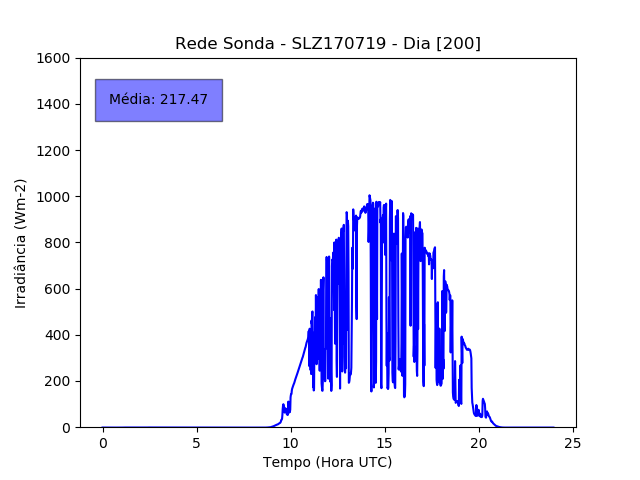 Rede Sonda - SLZ170719 - Dia [200]
1600
1400
1200
1000
800
600
400
200
0
Média: 217.47
Irradiância (Wm-2)
0 5 10 15 20 25
Tempo (Hora UTC)